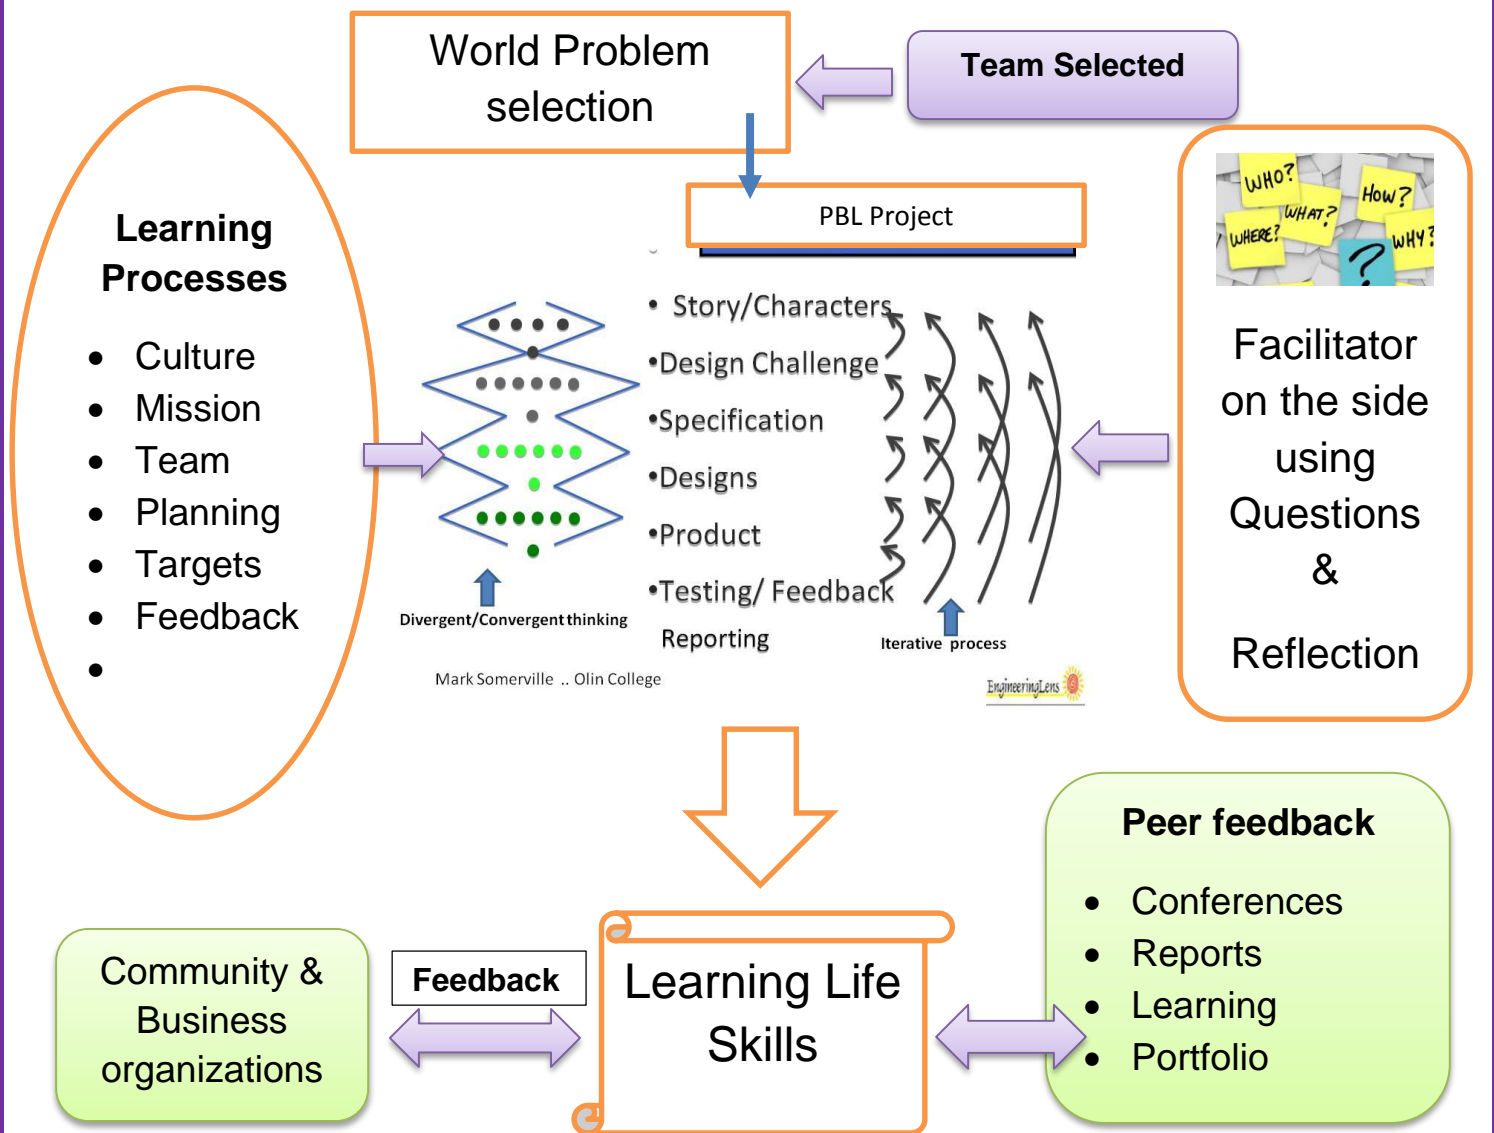 World Problem
selection
Team Selected
Learning
Processes
• Culture
• Mission
• Team
• Planning
• Targets
• Feedback
•
PBL Project
• Story/Characters
•Design Challenge
•Specification
•Designs
•Product
•Testing/ Feedback
Reporting
Divergent/Convergent thinking
Iterative process
Mark Somerville .. Olin College
EngineeringLens
WHO?
WHAT?
HOW?
WHERE?
WHY?
?
Facilitator
on the side
using
Questions
&
Reflection
Peer feedback
• Conferences
• Reports
• Learning
• Portfolio
Community &
Business
organizations
Feedback
Learning Life
Skills